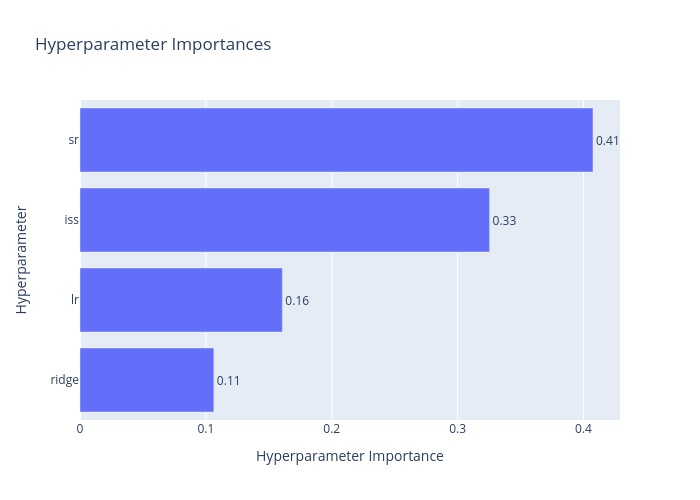 Hyperparameter Importances
Hyperparameter
sr
0.41
iss
0.33
lr
0.16
ridge
0.11
0
0.1
0.2
0.3
0.4
Hyperparameter Importance